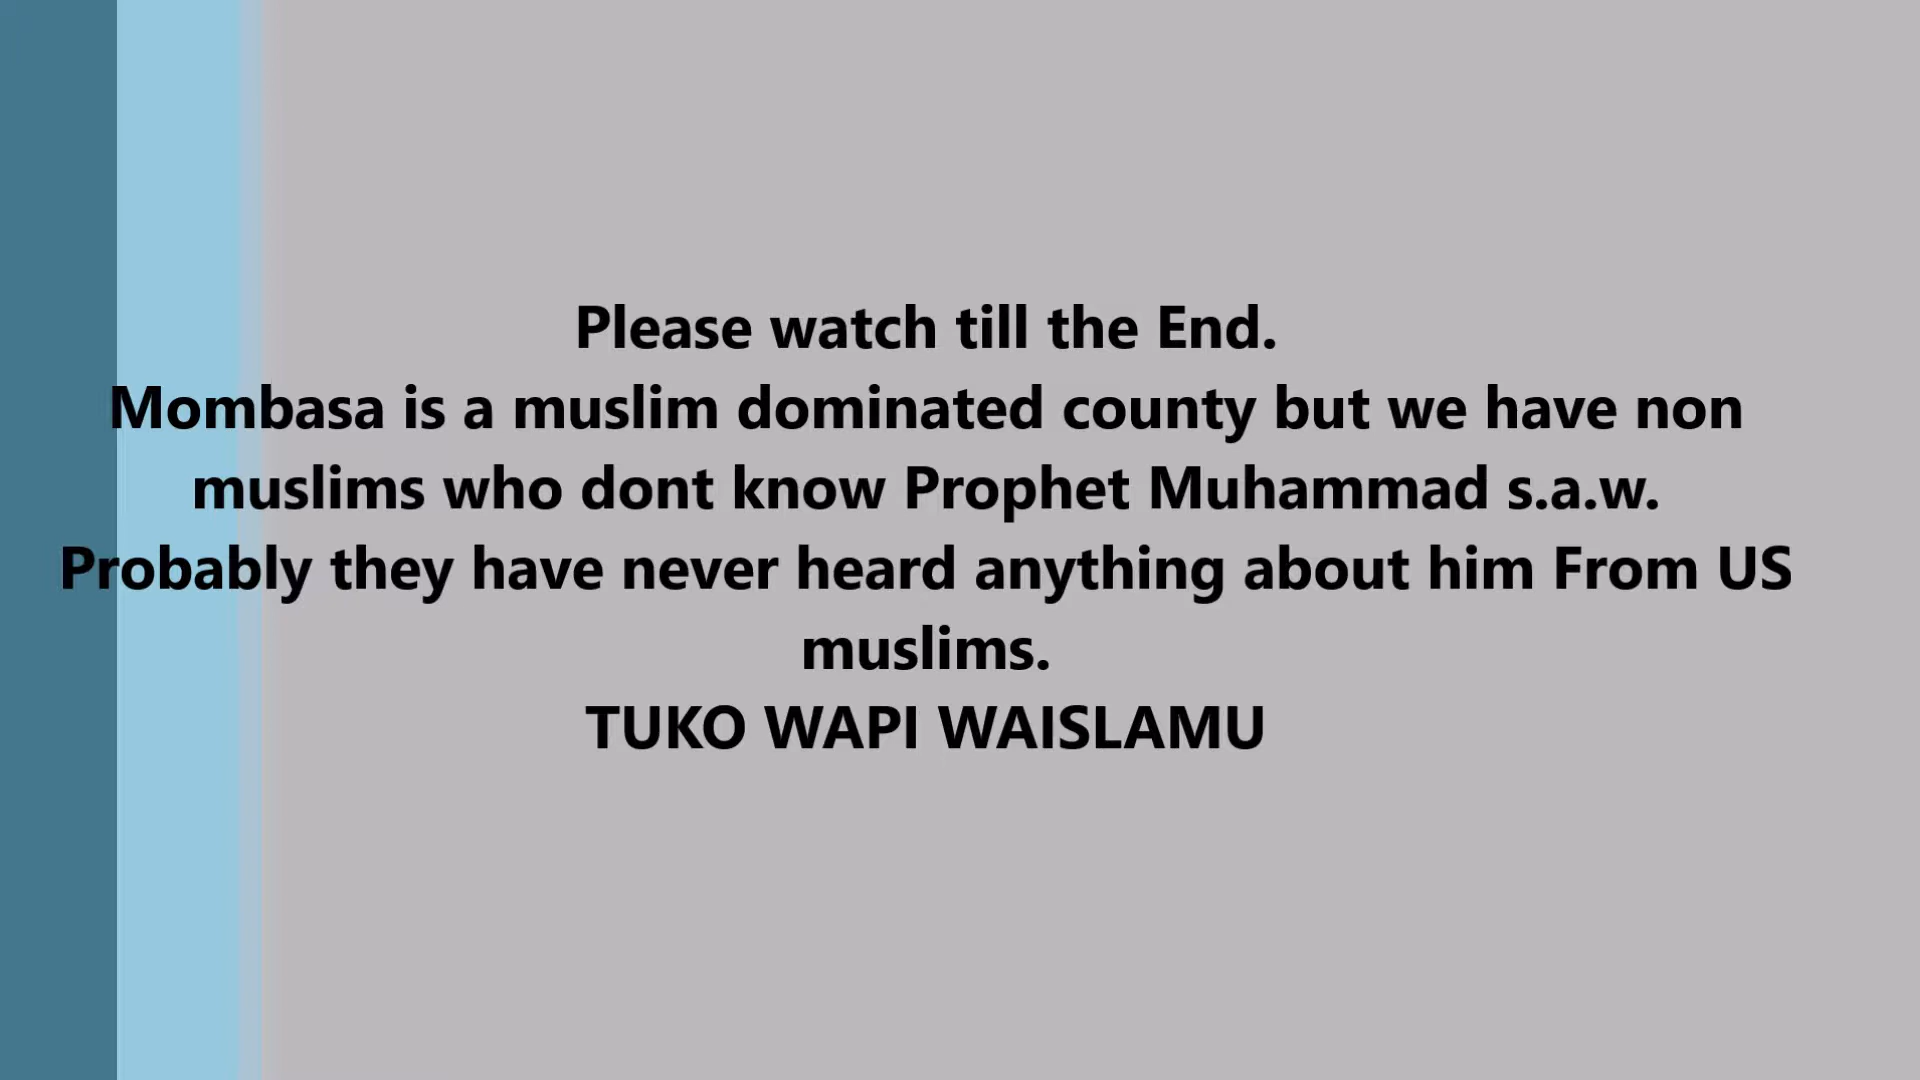 Please watch till the End.
Mombasa is a muslim dominated county but we have non
muslims who dont know Prophet Muhammad s.a.w.
Probably they have never heard anything about him From US
muslims.
TUKO WAPI WAISLAMU